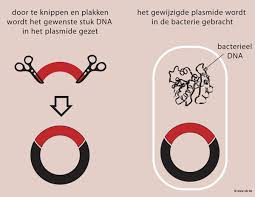 door te knippen en plakken
wordt het gewenste stuk DNA
in het plasmide gezet
het gewijzigde plasmide wordt
in de bacterie gebracht
bacterieel
DNA